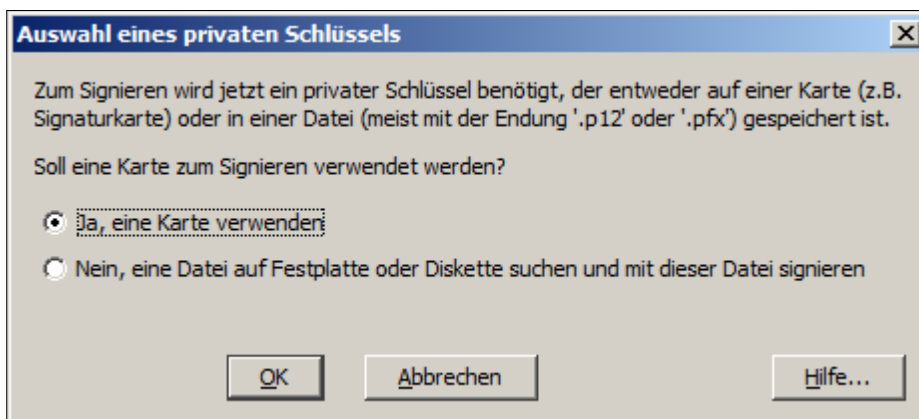 Auswahl eines privaten Schlüssels
Zum Signieren wird jetzt ein privater Schlüssel benötigt, der entweder auf einer Karte (z.B.
Signaturkarte) oder in einer Datei (meist mit der Endung '.p12' oder '.pfx') gespeichert ist.
Soll eine Karte zum Signieren verwendet werden?
Ja, eine Karte verwenden
Nein, eine Datei auf Festplatte oder Diskette suchen und mit dieser Datei signieren
OK
Abbrechen
Hilfe...